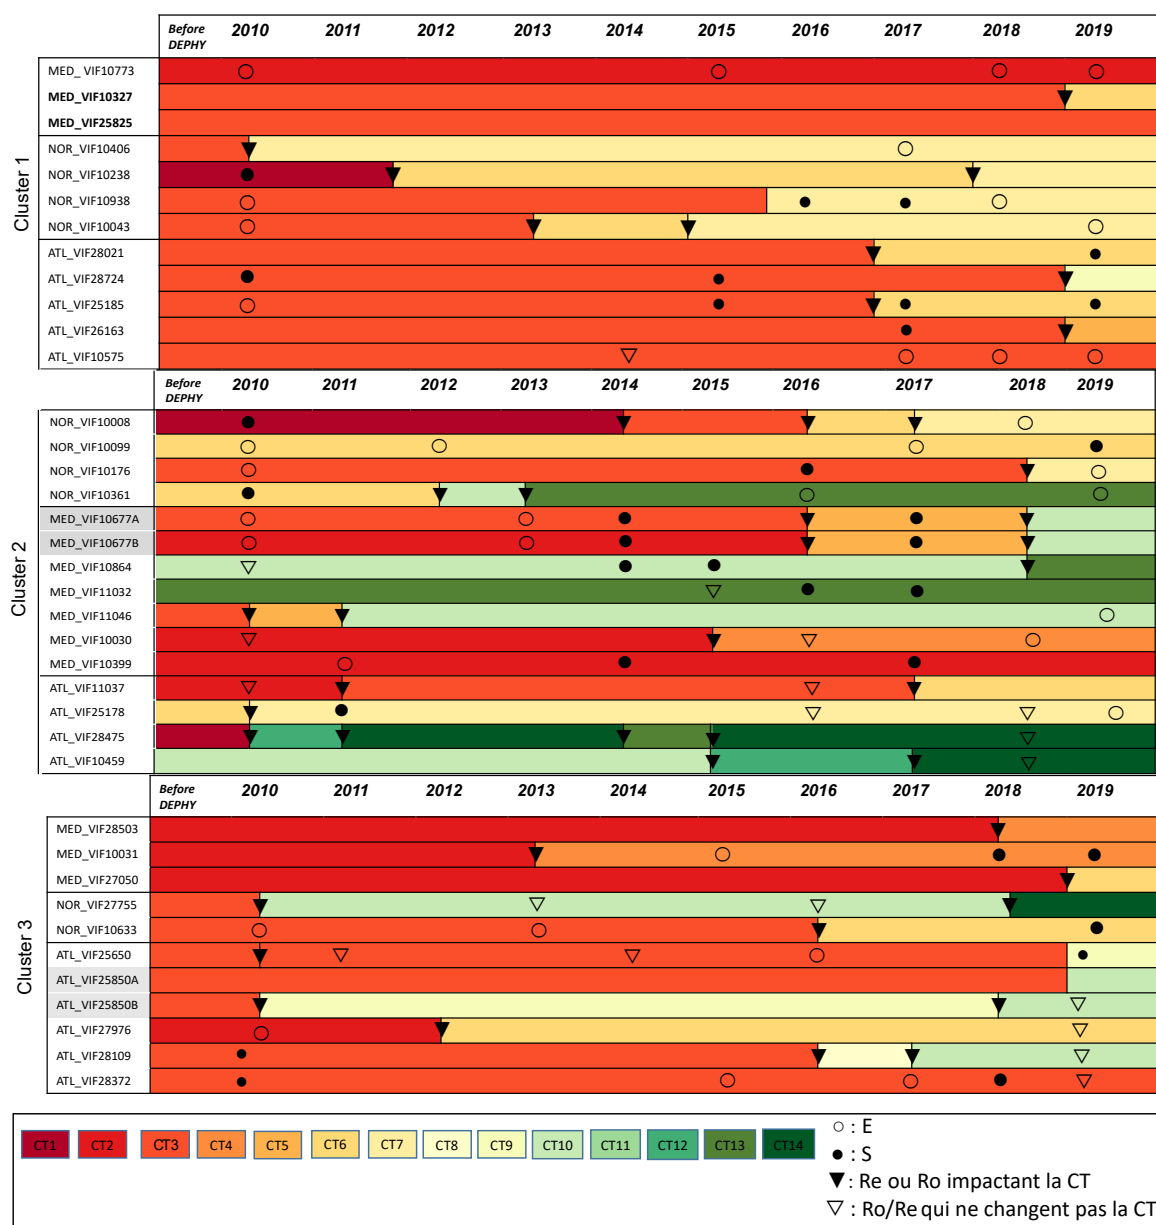 Before DEPHY 2010 2011 2012 2013 2014 2015 2016 2017 2018 2019
Cluster 1
MED_ VIF10773
MED_VIF10327
MED_VIF25825
NOR_VIF10406
NOR_VIF10238
NOR_VIF10938
NOR_VIF10043
ATL_VIF28021
ATL_VIF28724
ATL_VIF25185
ATL_VIF26163
ATL_VIF10575
Before DEPHY 2010 2011 2012 2013 2014 2015 2016 2017 2018 2019
Cluster 2
NOR_VIF10008
NOR_VIF10099
NOR_VIF10176
NOR_VIF10361
MED_VIF10677A
MED_VIF10677B
MED_VIF10864
MED_VIF11032
MED_VIF11046
MED_VIF10030
MED_VIF10399
ATL_VIF11037
ATL_VIF25178
ATL_VIF28475
ATL_VIF10459
Before DEPHY 2010 2011 2012 2013 2014 2015 2016 2017 2018 2019
Cluster 3
MED_VIF28503
MED_VIF10031
MED_VIF27050
NOR_VIF27755
NOR_VIF10633
ATL_VIF25650
ATL_VIF25850A
ATL_VIF25850B
ATL_VIF27976
ATL_VIF28109
ATL_VIF28372
CT1 CT2 CT3 CT4 CT5 CT6 CT7 CT8 CT9 CT10 CT11 CT12 CT13 CT14
: E
: S
: Re ou Ro impactant la CT
: Ro/Re qui ne changent pas la CT